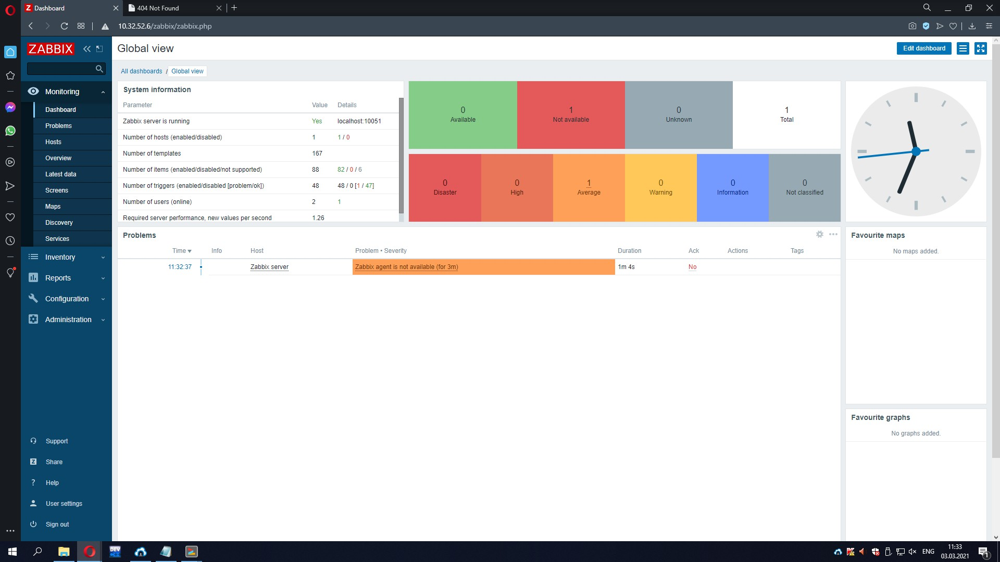 Dashboard
404 Not Found
10.32.52.6/zabbix/zabbix.php
ZABBIX
Monitoring
Dashboard
Problems
Hosts
Overview
Latest data
Screens
Maps
Discovery
Services
Inventory
Reports
Configuration
Administration
Support
Share
Help
User settings
Sign out
Global view
Edit dashboard
All dashboards / Global view
System information
Parameter Value Details
Zabbix server is running Yes localhost:10051
Number of hosts (enabled/disabled) 1 1 / 0
Number of templates 167
Number of items (enabled/disabled/not supported) 88 82 / 0 / 6
Number of triggers (enabled/disabled [problem/ok]) 48 48 / 0 [1 / 47]
Number of users (online) 2 1
Required server performance, new values per second 1.26
0 Available
1 Not available
0 Unknown
1 Total
0 Disaster
0 High
1 Average
0 Warning
0 Information
0 Not classified
Problems
Time Info Host Problem • Severity Duration Ack Actions Tags
11:32:37 Zabbix server Zabbix agent is not available (for 3m) 1m 4s No
Favourite maps
No maps added.
Favourite graphs
No graphs added.
DEV
ENG
11:33
03.03.2021
1